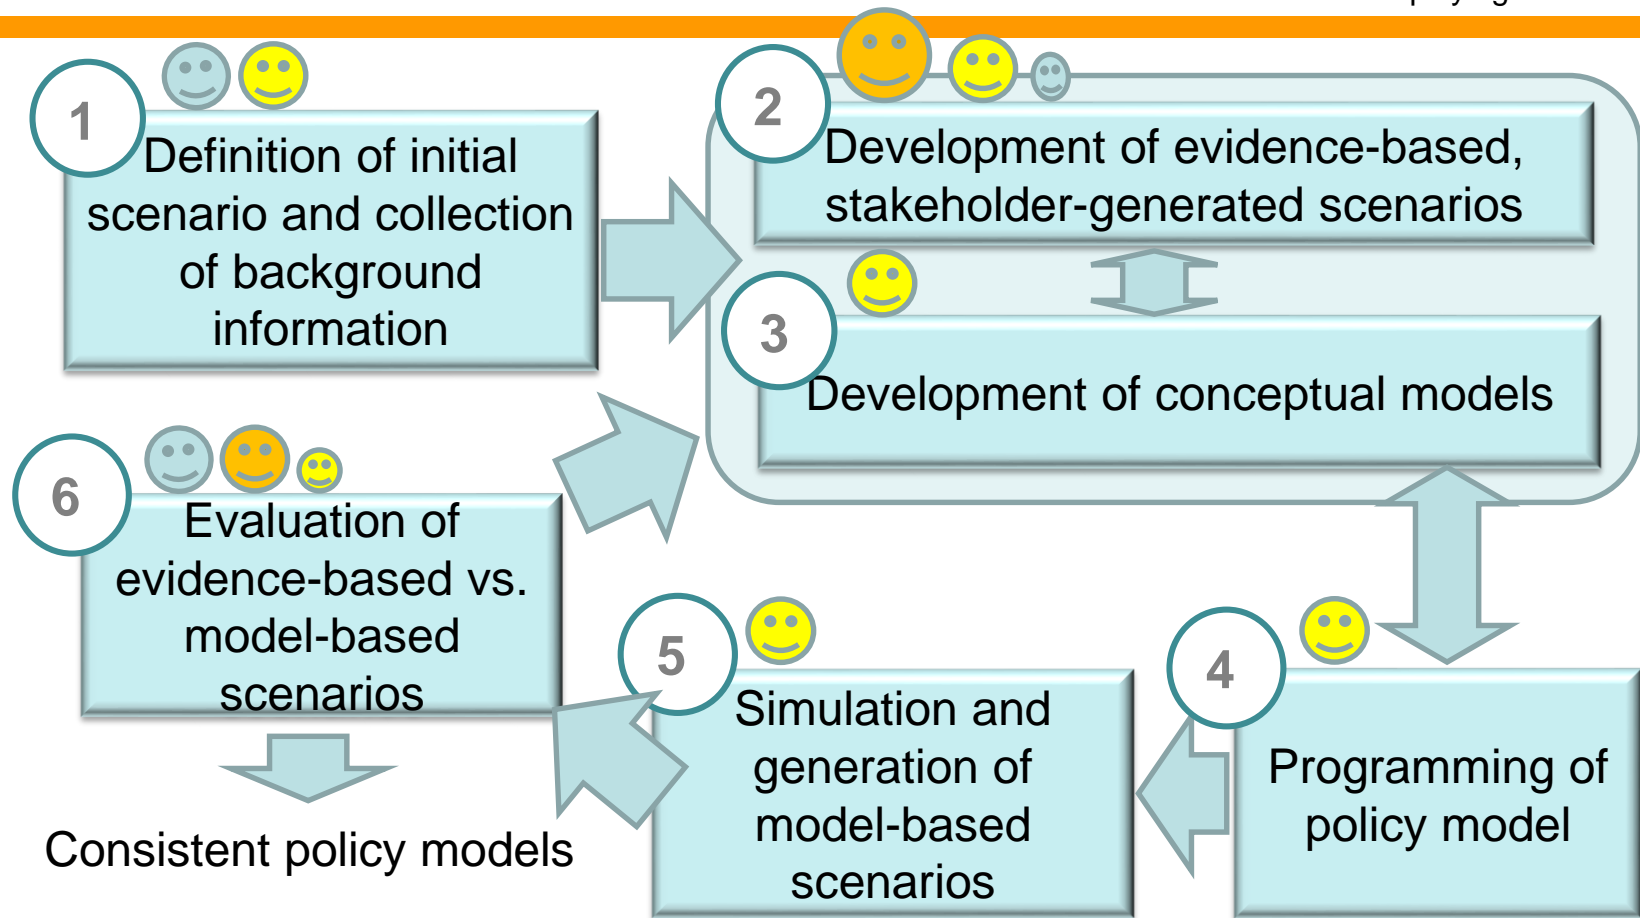 1
Definition of initial
scenario and collection
of background
information
2
Development of evidence-based,
stakeholder-generated scenarios
3
Development of conceptual models
6
Evaluation of
evidence-based vs.
model-based
scenarios
5
Simulation and
generation of
model-based
scenarios
4
Programming of
policy model
Consistent policy models